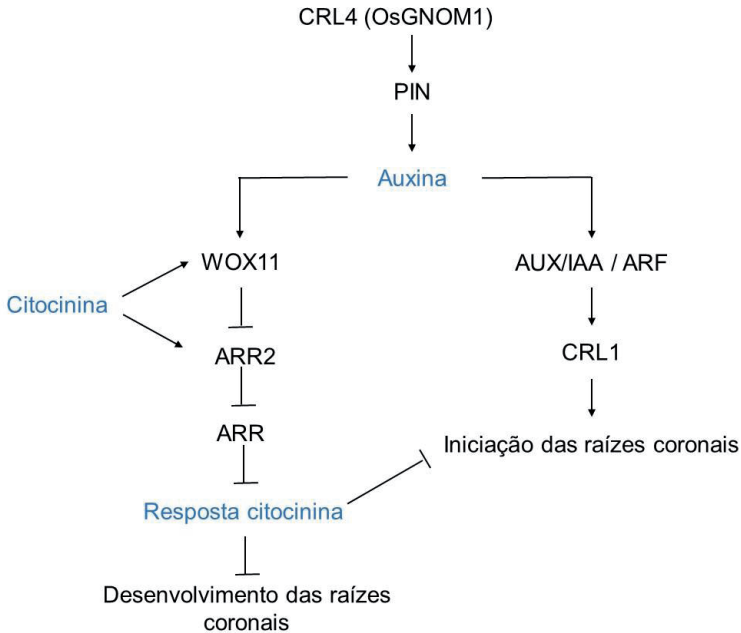 CRL4 (OsGNOM1)
PIN
Auxina
WOX11
AUX/IAA / ARF
Citocinina
ARR2
CRL1
ARR
Iniciação das raízes coronais
Resposta citocinina
Desenvolvimento das raízes
coronais